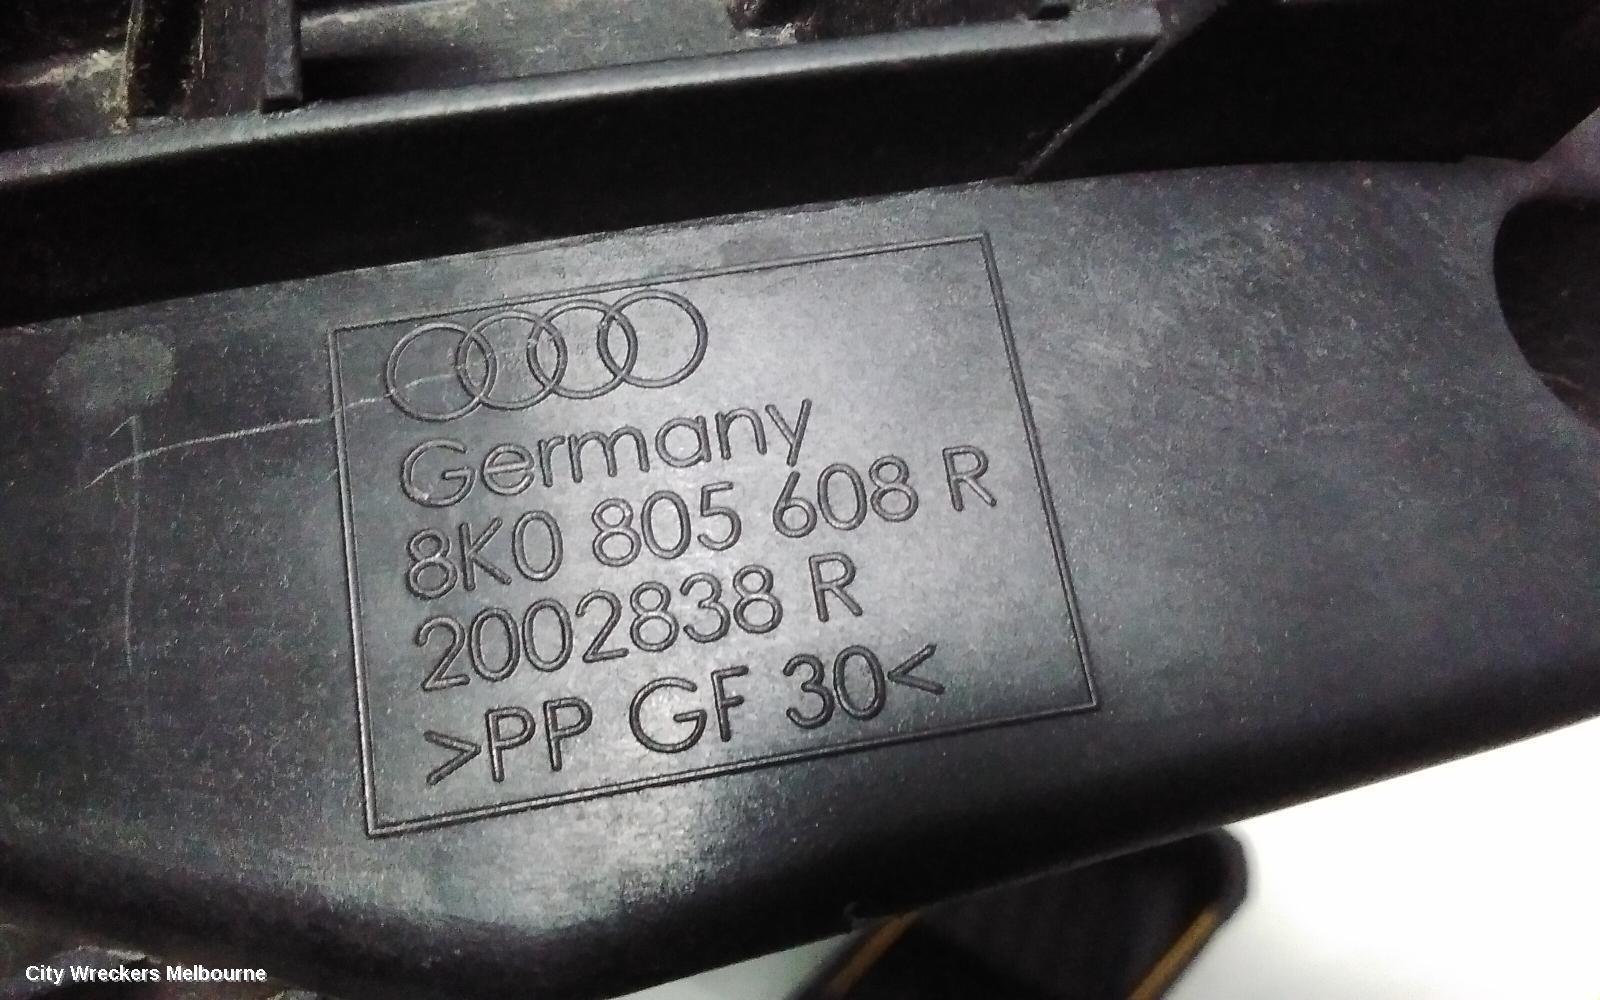 Germany
8K0 805 608 R
2002838 R
>PP GF 30<
City Wreckers Melbourne